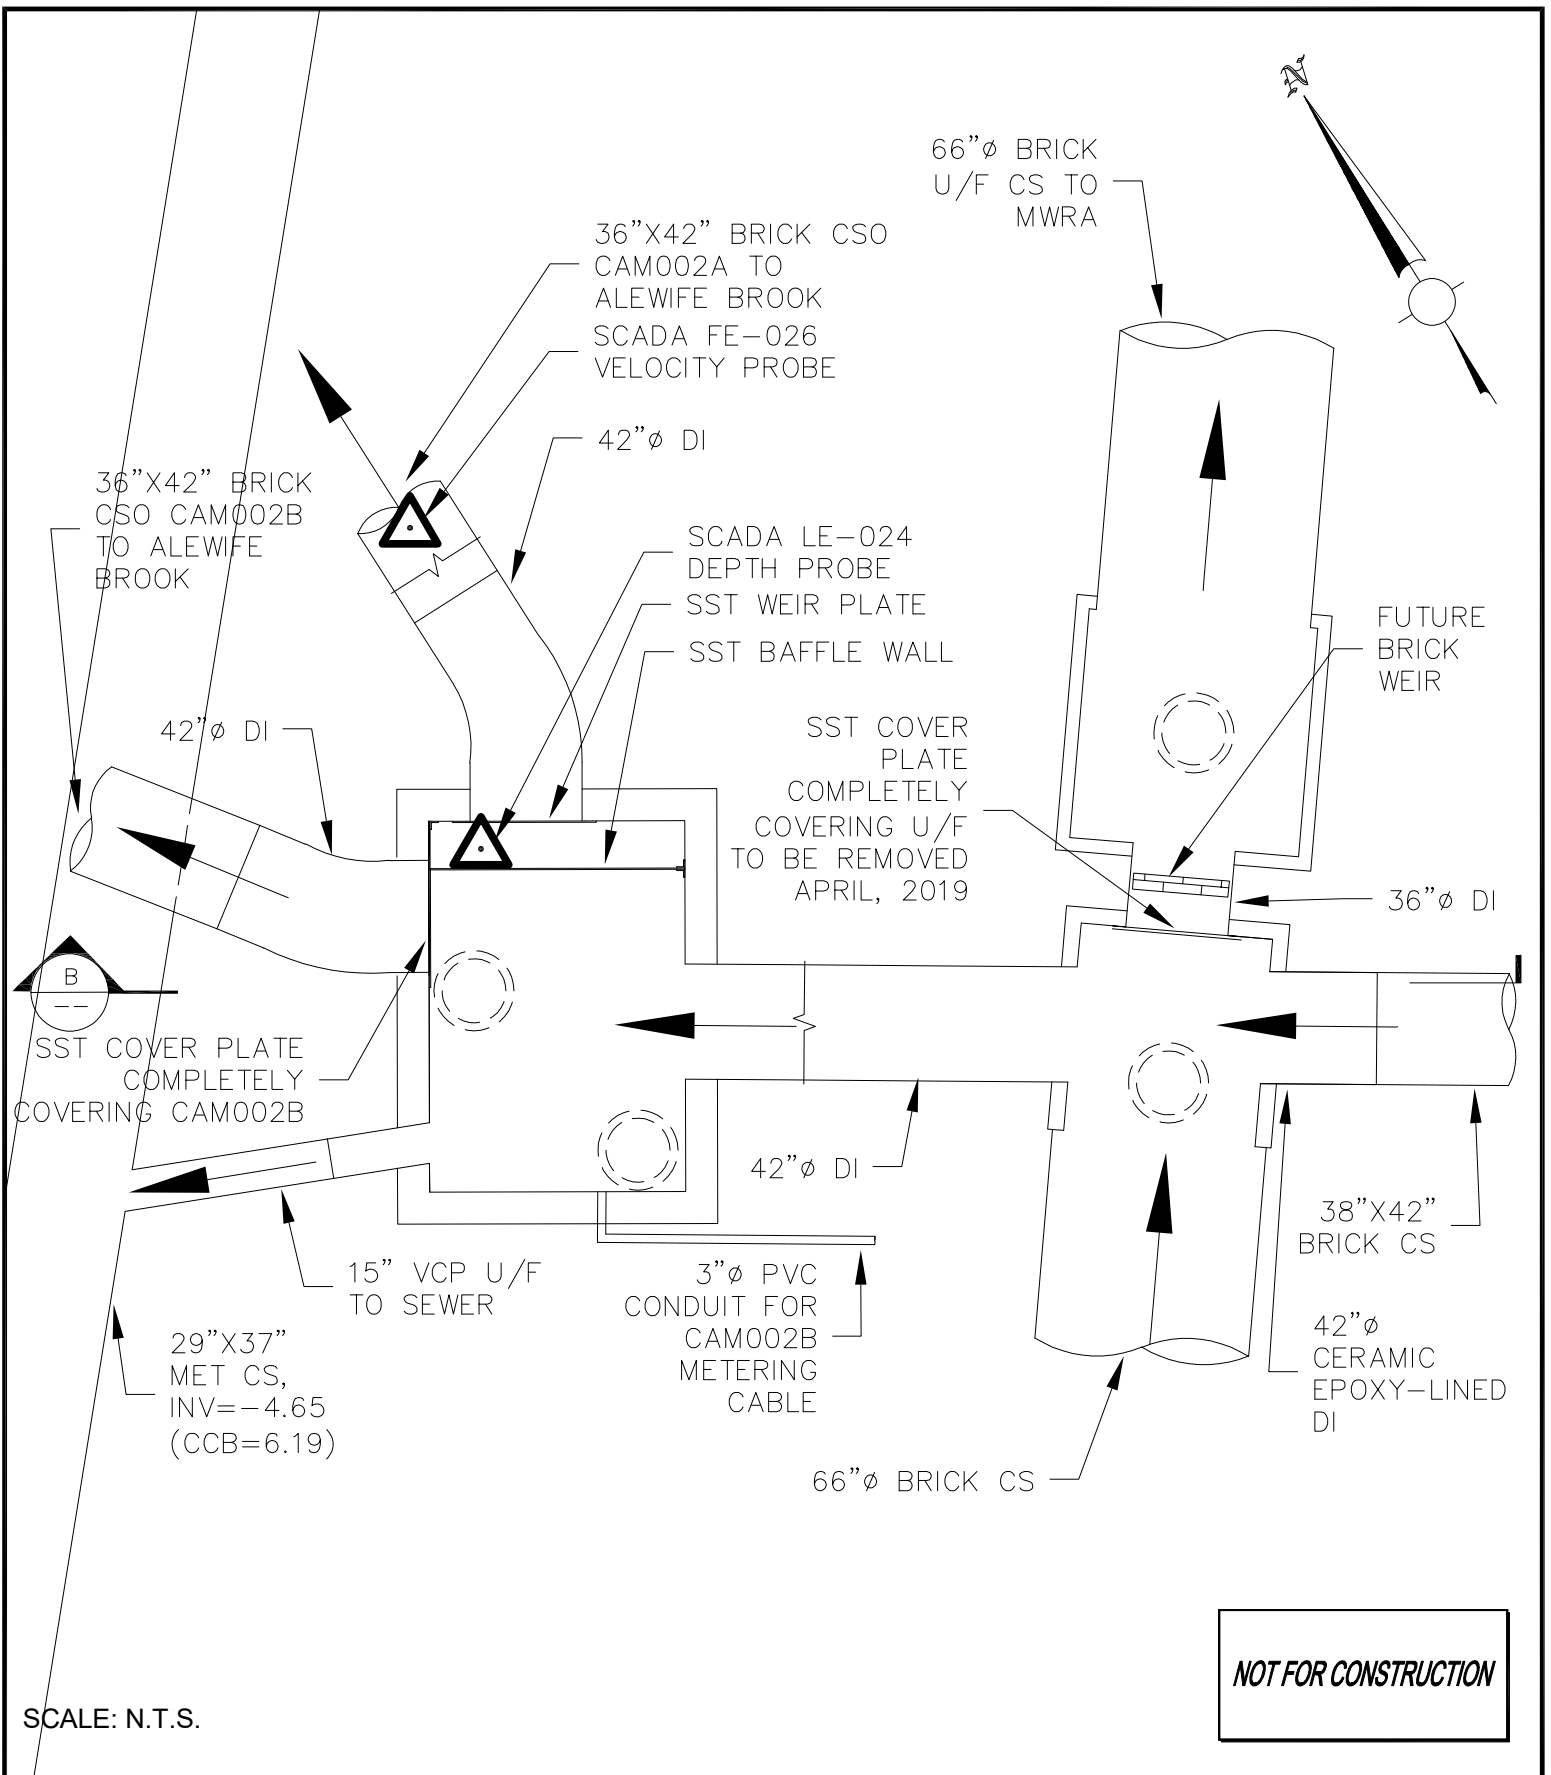 N
66"ø BRICK
U/F CS TO
MWRA
36"X42" BRICK CSO
CAM002A TO
ALEWIFE BROOK
SCADA FE-026
VELOCITY PROBE
42"ø DI
36"X42" BRICK
CSO CAM002B
TO ALEWIFE
BROOK
SCADA LE-024
DEPTH PROBE
SST WEIR PLATE
SST BAFFLE WALL
FUTURE
BRICK
WEIR
42"ø DI
SST COVER
PLATE
COMPLETELY
COVERING U/F
TO BE REMOVED
APRIL, 2019
36"ø DI
B
--
SST COVER PLATE
COMPLETELY
COVERING CAM002B
42"ø DI
38"X42"
BRICK CS
15" VCP U/F
TO SEWER
3"ø PVC
CONDUIT FOR
CAM002B
METERING
CABLE
29"X37"
MET CS,
INV=-4.65
(CCB=6.19)
42"ø
CERAMIC
EPOXY-LINED
DI
66"ø BRICK CS
NOT FOR CONSTRUCTION
SCALE: N.T.S.